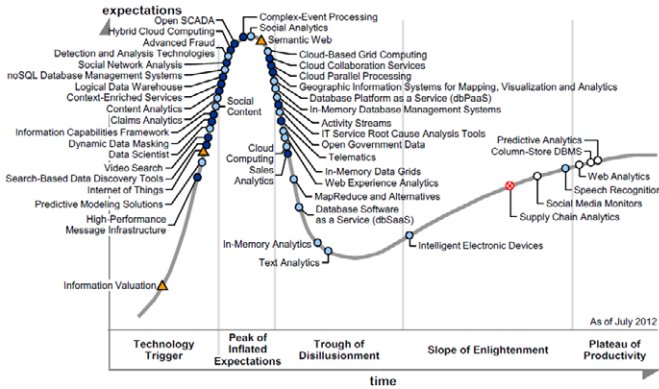 expectations
Open SCADA
Hybrid Cloud Computing
Advanced Fraud
Detection and Analysis Technologies
Social Network Analysis
noSQL Database Management Systems
Logical Data Warehouse
Context-Enriched Services
Content Analytics
Claims Analytics
Information Capabilities Framework
Dynamic Data Masking
Data Scientist
Video Search
Search-Based Data Discovery Tools
Internet of Things
Predictive Modeling Solutions
High-Performance
Message Infrastructure
Information Valuation
Complex-Event Processing
Social Analytics
Semantic Web
Cloud-Based Grid Computing
Cloud Collaboration Services
Cloud Parallel Processing
Geographic Information Systems for Mapping, Visualization and Analytics
Database Platform as a Service (dbPaaS)
In-Memory Database Management Systems
Social
Content
Activity Streams
IT Service Root Cause Analysis Tools
Open Government Data
Telematics
Cloud
Computing
Sales
Analytics
In-Memory Data Grids
Web Experience Analytics
MapReduce and Alternatives
Database Software
as a Service (dbSaaS)
In-Memory Analytics
Text Analytics
Intelligent Electronic Devices
Predictive Analytics
Column-Store DBMS
Web Analytics
Speech Recognition
Social Media Monitors
Supply Chain Analytics
As of July 2012
Technology
Trigger
Peak of
Inflated
Expectations
Trough of
Disillusionment
Slope of Enlightenment
Plateau of
Productivity
time